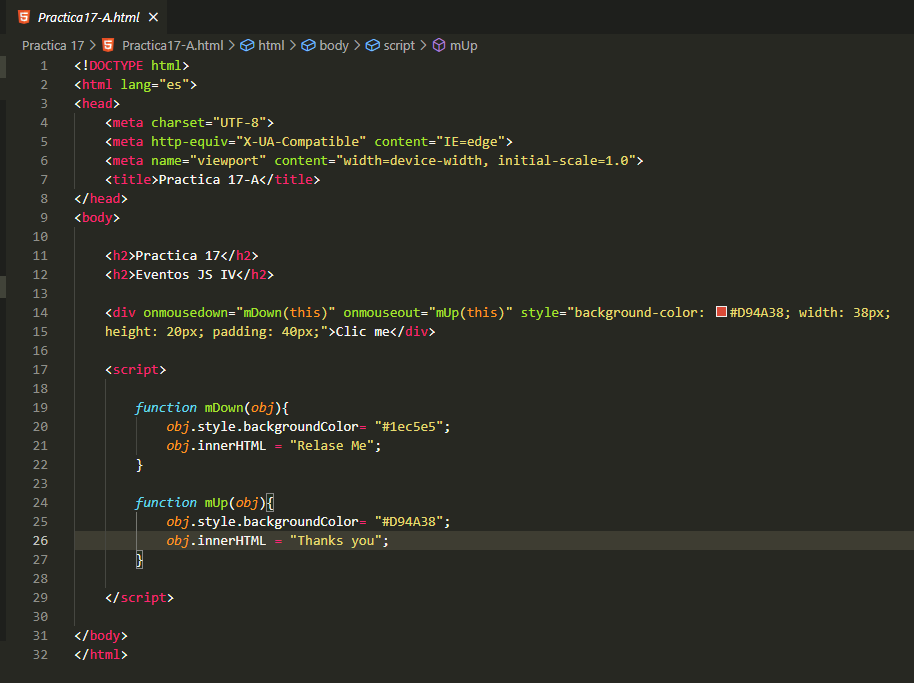 Practica17-A.html
Practica 17 > Practica17-A.html > html > body > script > mUp
1 <!DOCTYPE html>
2 <html lang="es">
3 <head>
4     <meta charset="UTF-8">
5     <meta http-equiv="X-UA-Compatible" content="IE=edge">
6     <meta name="viewport" content="width=device-width, initial-scale=1.0">
7     <title>Practica 17-A</title>
8 </head>
9 <body>
10
11     <h2>Practica 17</h2>
12     <h2>Eventos JS IV</h2>
13
14     <div onmousedown="mDown(this)" onmouseout="mUp(this)" style="background-color: #D94A38; width: 38px;
15     height: 20px; padding: 40px;">Clic me</div>
16
17     <script>
18
19         function mDown(obj){
20             obj.style.backgroundColor= "#1ec5e5";
21             obj.innerHTML = "Relase Me";
22         }
23
24         function mUp(obj){
25             obj.style.backgroundColor= "#D94A38";
26             obj.innerHTML = "Thanks you";
27         }
28
29     </script>
30
31 </body>
32 </html>